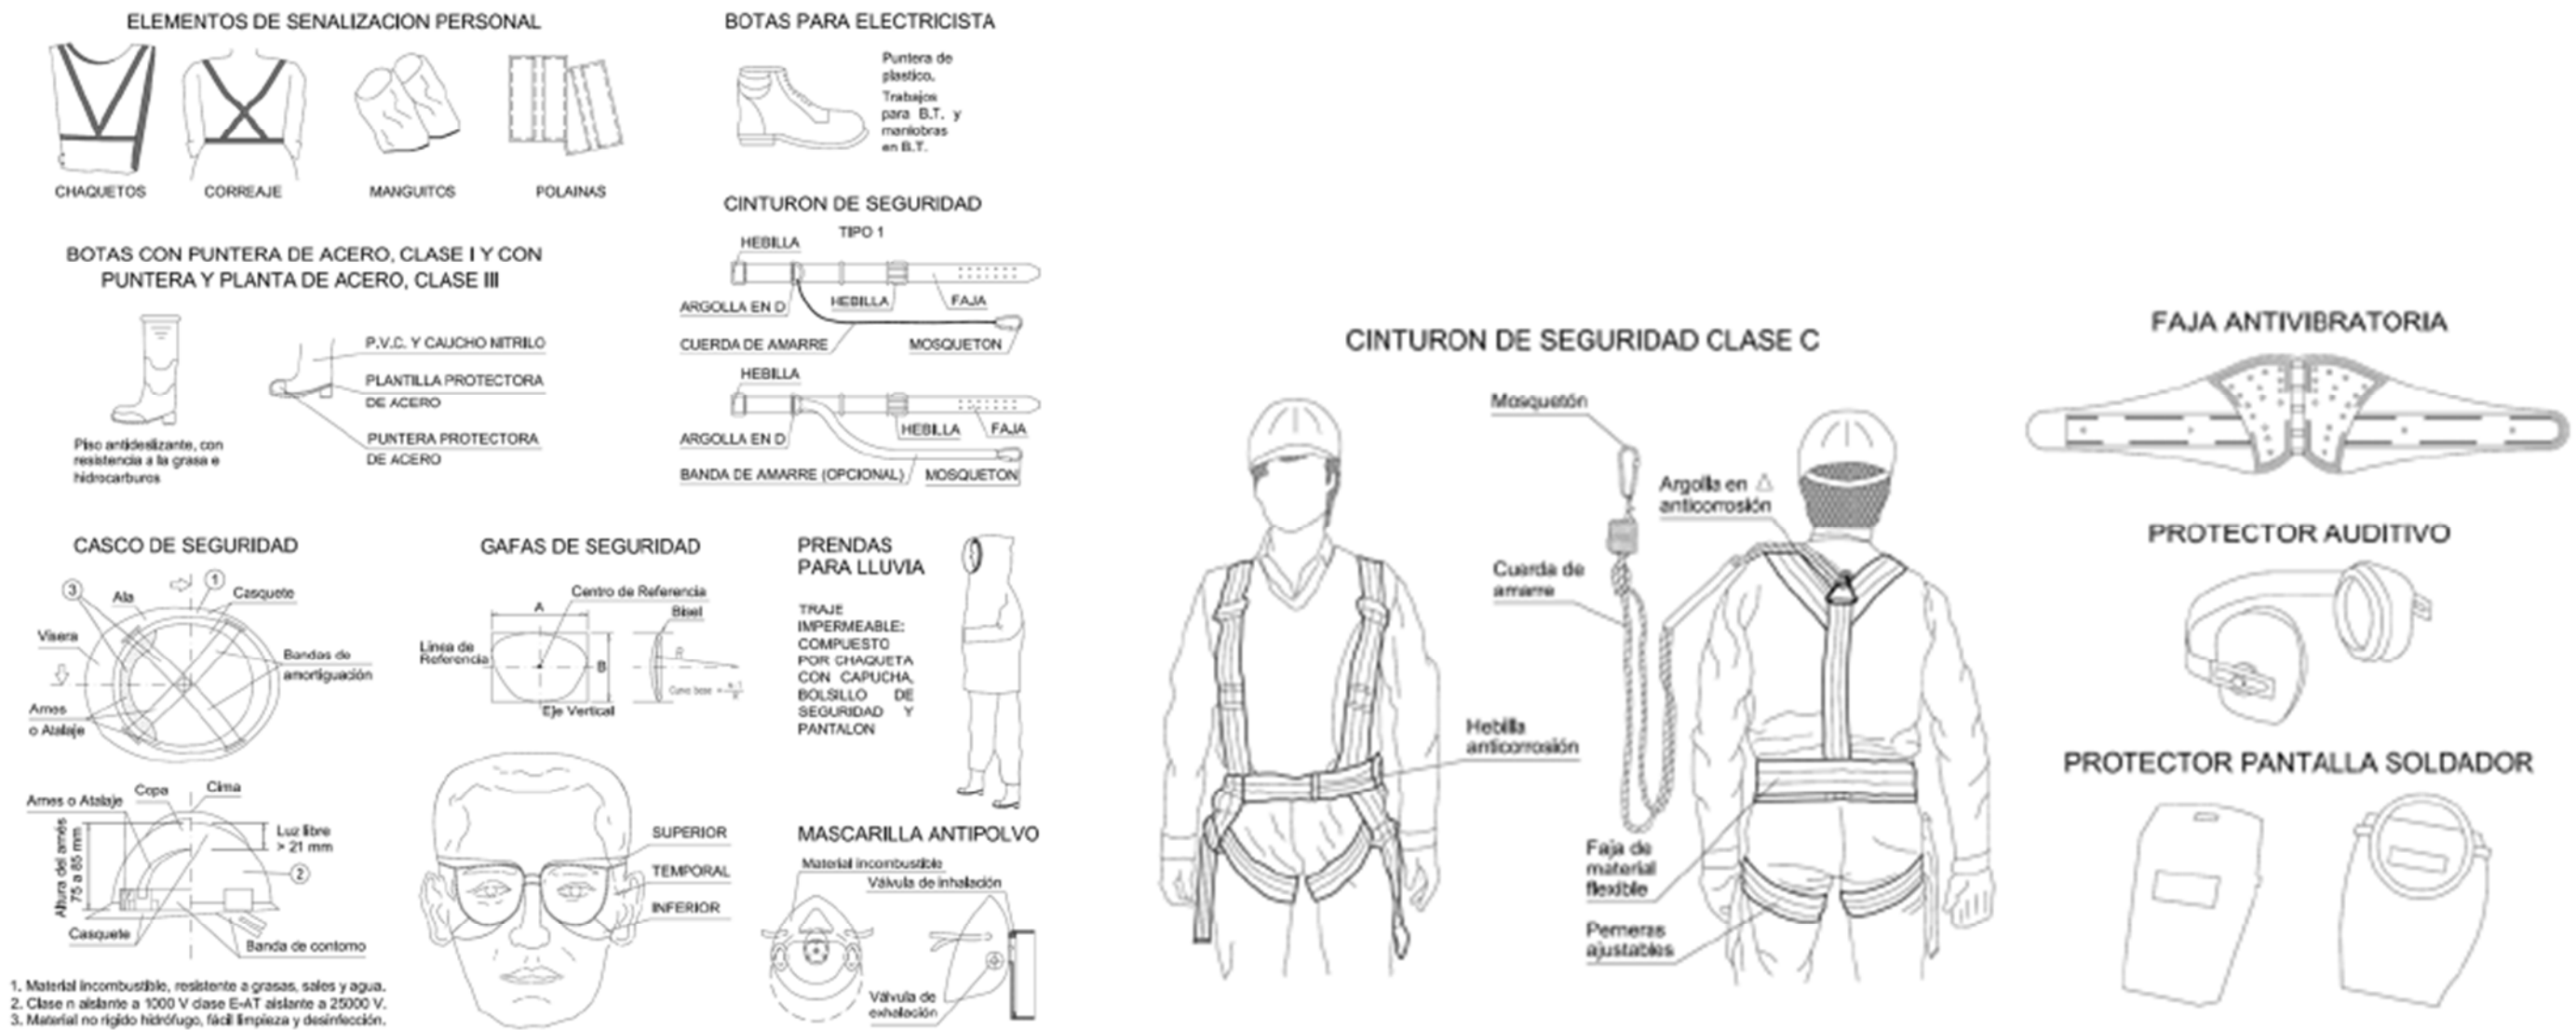 ELEMENTOS DE SENALIZACION PERSONAL
CHAQUETOS
CORREAJE
MANGUITOS
POLAINAS
BOTAS PARA ELECTRICISTA
Puntera de
plastico.
Trabajos
para B.T. y
maniobras
en B.T.
BOTAS CON PUNTERA DE ACERO, CLASE I Y CON
PUNTERA Y PLANTA DE ACERO, CLASE III
Piso antideslizante, con
resistencia a la grasa e
hidrocarburos
P.V.C. Y CAUCHO NITRILO
PLANTILLA PROTECTORA
DE ACERO
PUNTERA PROTECTORA
DE ACERO
CINTURON DE SEGURIDAD
TIPO 1
HEBILLA
ARGOLLA EN D
HEBILLA
FAJA
CUERDA DE AMARRE
MOSQUETON
HEBILLA
ARGOLLA EN D
HEBILLA
FAJA
BANDA DE AMARRE (OPCIONAL)
MOSQUETON
CASCO DE SEGURIDAD
3
1
Ala
Casquete
Visera
Bandas de
amortiguación
Arnes
o Atalaje
Arnes o Atalaje
Copa
Cima
Luz libre
> 21 mm
Altura del arnés
75 a 85 mm
2
Casquete
Banda de contorno
1. Material incombustible, resistente a grasas, sales y agua.
2. Clase n aislante a 1000 V clase E-AT aislante a 25000 V.
3. Material no rigido hidrófugo, fácil limpieza y desinfección.
GAFAS DE SEGURIDAD
Centro de Referencia
A
Bisel
Linea de
Referencia
B
R
Curva base =
Eje Vertical
SUPERIOR
TEMPORAL
INFERIOR
PRENDAS
PARA LLUVIA
TRAJE
IMPERMEABLE:
COMPUESTO
POR CHAQUETA
CON CAPUCHA,
BOLSILLO DE
SEGURIDAD Y
PANTALON
MASCARILLA ANTIPOLVO
Material incombustible
Válvula de inhalación
Válvula de
exhalación
CINTURON DE SEGURIDAD CLASE C
Mosquetón
Argolla en △
anticorrosión
Cuerda de
amarre
Hebilla
anticorrosión
Faja de
material
flexible
Perneras
ajustables
FAJA ANTIVIBRATORIA
PROTECTOR AUDITIVO
PROTECTOR PANTALLA SOLDADOR